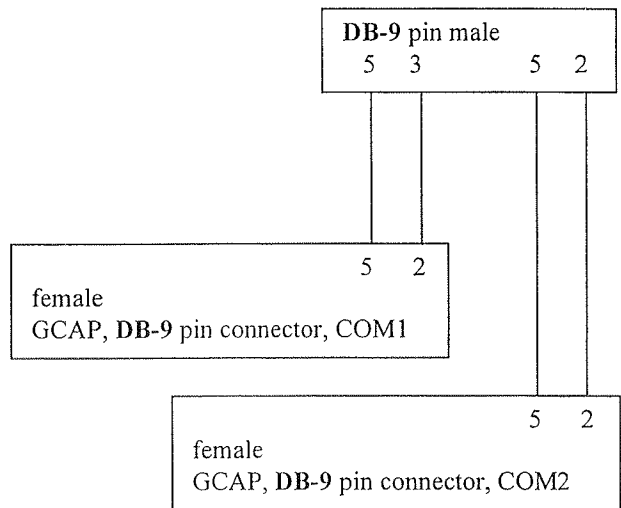 DB-9 pin male
5 3 5 2
5 2
female
GCAP, DB-9 pin connector, COM1
5 2
female
GCAP, DB-9 pin connector, COM2